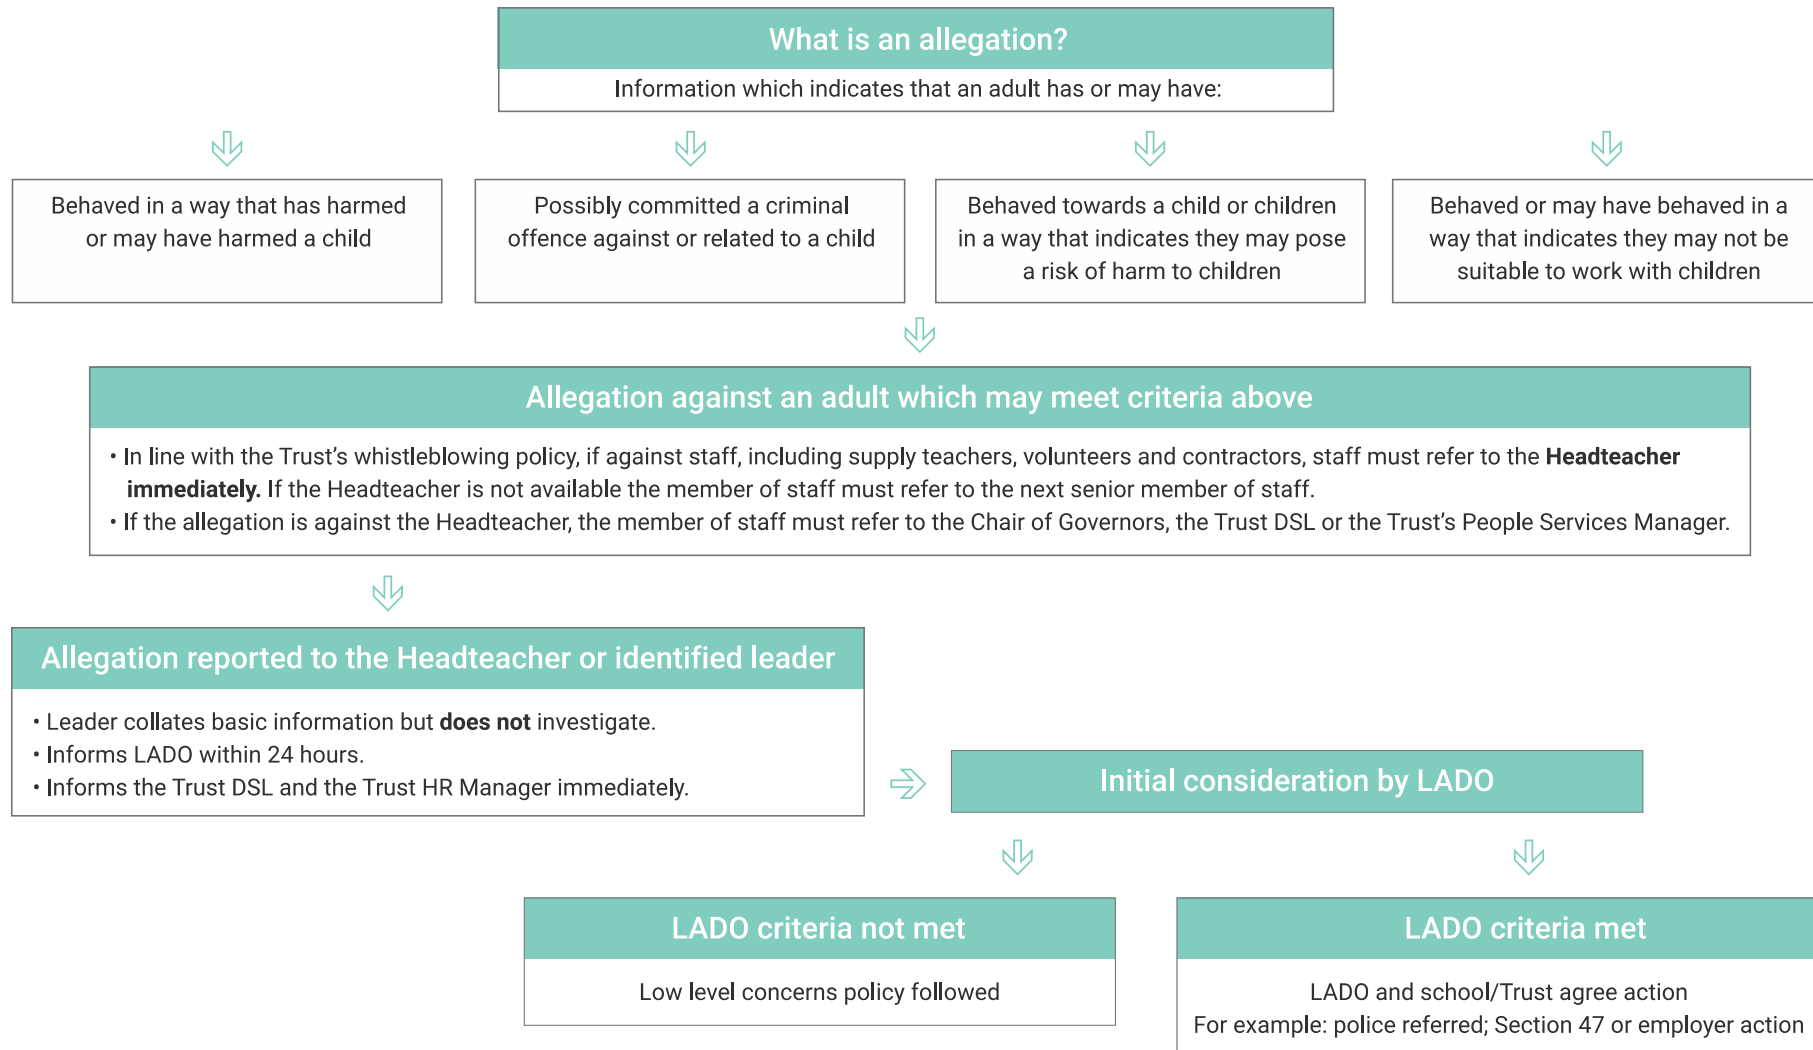 What is an allegation?
Information which indicates that an adult has or may have:
Behaved in a way that has harmed
or may have harmed a child
Possibly committed a criminal
offence against or related to a child
Behaved towards a child or children
in a way that indicates they may pose
a risk of harm to children
Behaved or may have behaved in a
way that indicates they may not be
suitable to work with children
Allegation against an adult which may meet criteria above
• In line with the Trust’s whistleblowing policy, if against staff, including supply teachers, volunteers and contractors, staff must refer to the Headteacher
immediately. If the Headteacher is not available the member of staff must refer to the next senior member of staff.
• If the allegation is against the Headteacher, the member of staff must refer to the Chair of Governors, the Trust DSL or the Trust’s People Services Manager.
Allegation reported to the Headteacher or identified leader
• Leader collates basic information but does not investigate.
• Informs LADO within 24 hours.
• Informs the Trust DSL and the Trust HR Manager immediately.
Initial consideration by LADO
LADO criteria not met
Low level concerns policy followed
LADO criteria met
LADO and school/Trust agree action
For example: police referred; Section 47 or employer action